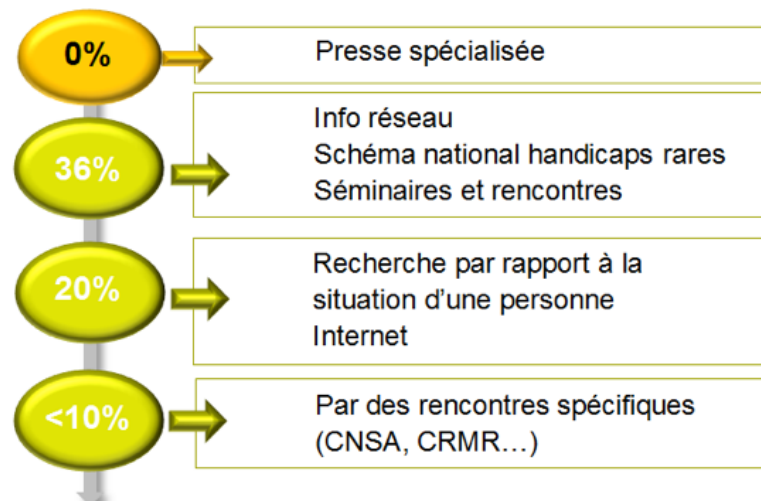 0%
Presse spécialisée
36%
Info réseau
Schéma national handicaps rares
Séminaires et rencontres
20%
Recherche par rapport à la
situation d’une personne
Internet
<10%
Par des rencontres spécifiques
(CNSA, CRMR…)